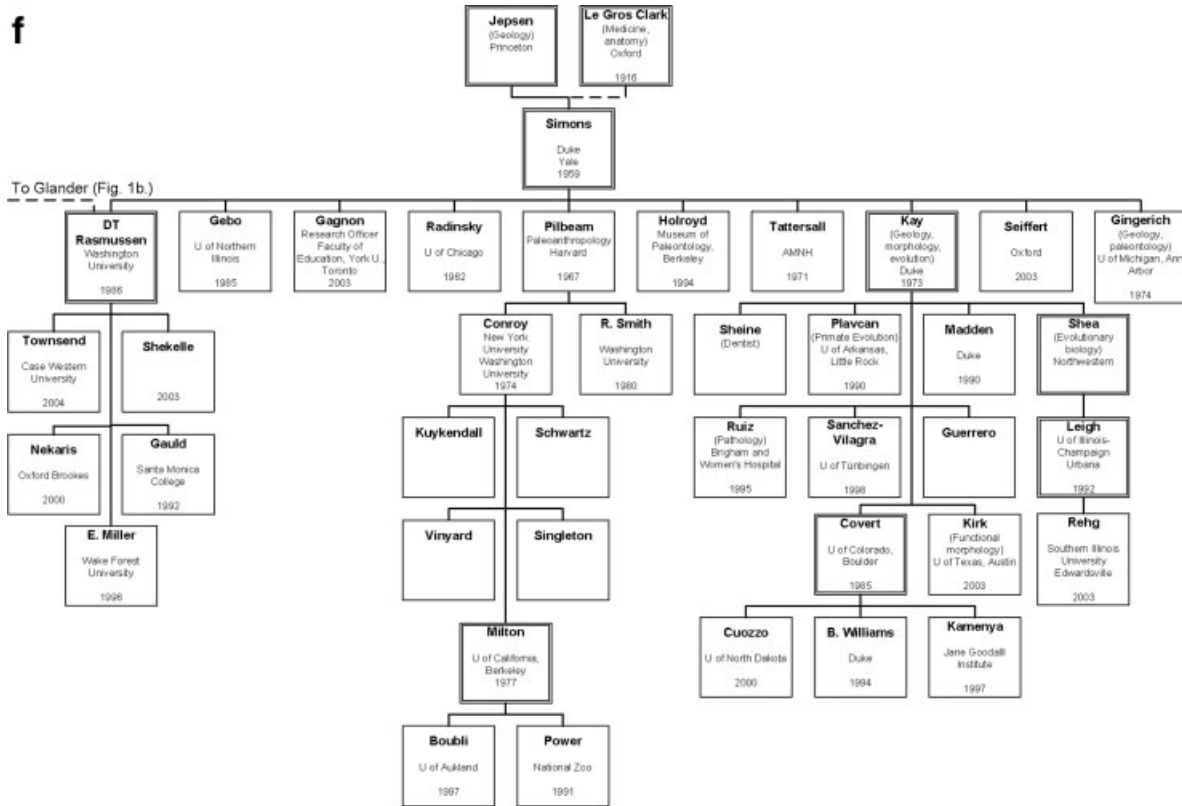 f
Jepsen
(Geology)
Princeton
Le Gros Clark
(Medicine,
anatomy)
Oxford
1916
Simons
Duke
Yale
1959
To Glander (Fig. 1b.)
DT
Rasmussen
Washington
University
1986
Gebo
U of Northern
Illinois
1985
Gagnon
Research Officer
Faculty of
Education, York U.,
Toronto
2003
Radinsky
U of Chicago
1962
Pilbeam
Paleoanthropology
Harvard
1967
Holroyd
Museum of
Paleontology,
Berkeley
1994
Tattersall
AMNH
1971
Kay
(Geology,
morphology,
evolution)
Duke
1973
Seiffert
Oxford
2003
Gingerich
(Geology,
paleontology)
U of Michigan, Ann
Arbor
1974
Townsend
Case Western
University
2004
Shekelle
2003
Conroy
New York
University
Washington
University
1974
R. Smith
Washington
University
1980
Sheine
(Dentist)
Plavcan
(Primate Evolution)
U of Arkansas,
Little Rock
1990
Madden
Duke
1990
Shea
(Evolutionary
biology)
Northwestern
Nekaris
Oxford Brookes
2000
Gauld
Santa Monica
College
1992
Kuykendall
Schwartz
Ruiz
(Pathology)
Brigham and
Women's Hospital
1995
Sanchez-
Vilagra
U of Tunbingen
1998
Guerrero
Leigh
U of Illinois-
Champaign
Urbana
1992
E. Miller
Wake Forest
University
1996
Vinyard
Singleton
Covert
U of Colorado,
Boulder
1985
Kirk
(Functional
morphology)
U of Texas, Austin
2003
Rehg
Southern Illinois
University
Edwardsville
2003
Milton
U of California,
Berkeley
1977
Cuozzo
U of North Dakota
2000
B. Williams
Duke
1994
Kamenya
Jane Goodalll
Institute
1997
Boubli
U of Aukland
1997
Power
National Zoo
1991